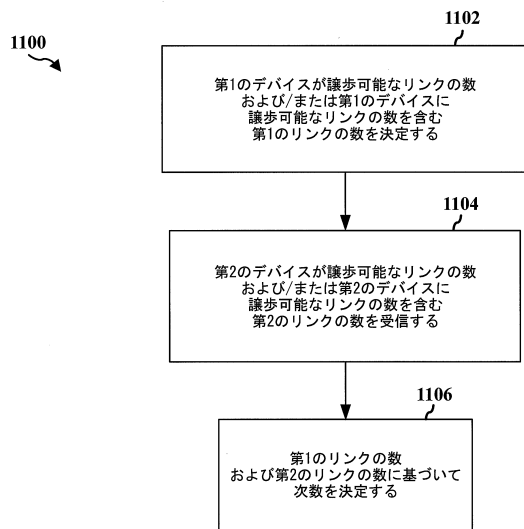 1100
1102
第1のデバイスが譲歩可能なリンクの数
および/または第1のデバイスに
譲歩可能なリンクの数を含む
第1のリンクの数を決定する
1104
第2のデバイスが譲歩可能なリンクの数
および/または第2のデバイスに
譲歩可能なリンクの数を含む
第2のリンクの数を受信する
1106
第1のリンクの数
および第2のリンクの数に基づいて
次数を決定する